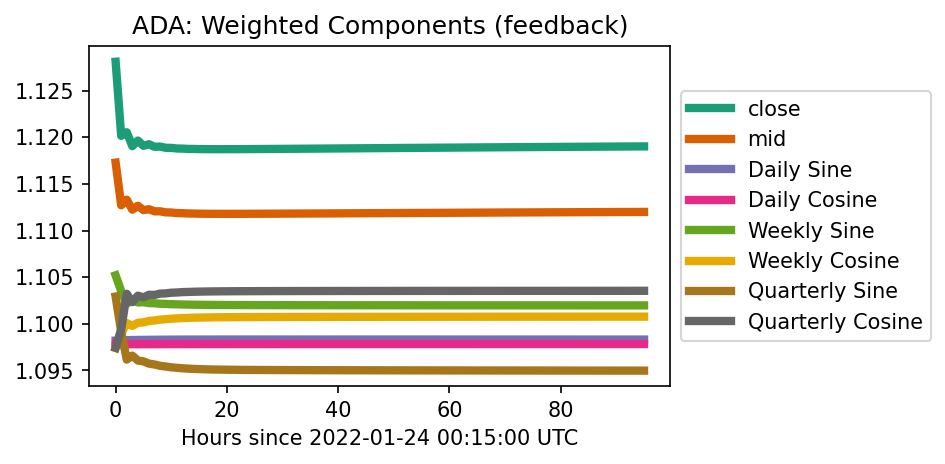 ADA: Weighted Components (feedback)
1.125
1.120
1.115
1.110
1.105
1.100
1.095
0 20 40 60 80
Hours since 2022-01-24 00:15:00 UTC
close
mid
Daily Sine
Daily Cosine
Weekly Sine
Weekly Cosine
Quarterly Sine
Quarterly Cosine